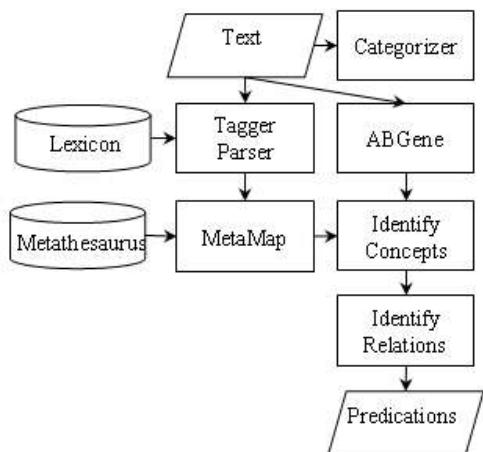 Text
Categorizer
Lexicon
Tagger
Parser
ABGene
Metathesaurus
MetaMap
Identify
Concepts
Identify
Relations
Predications